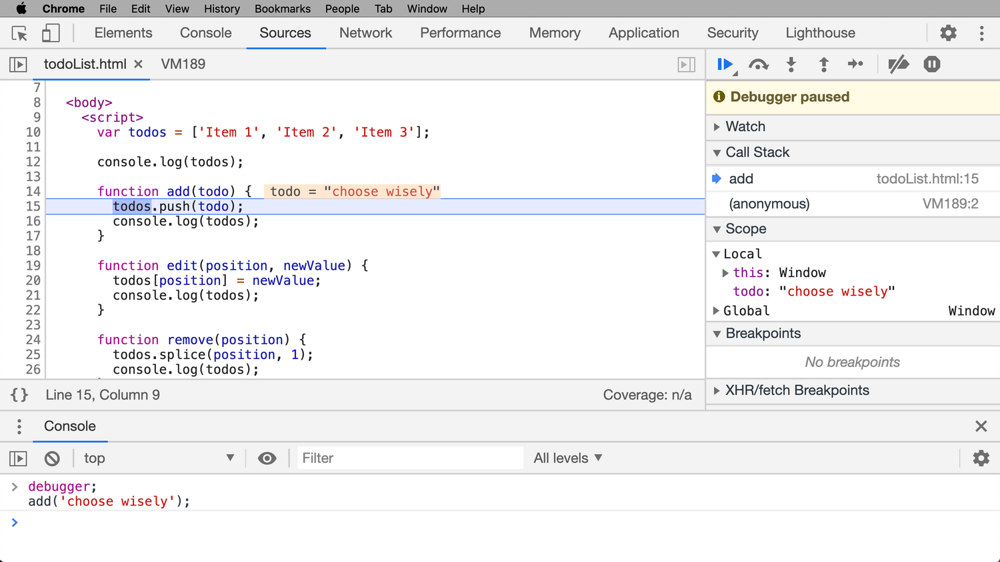 Chrome File Edit View History Bookmarks People Tab Window Help
Elements Console Sources Network Performance Memory Application Security Lighthouse
todoList.html × VM189
7
8 <body>
9 <script>
10 var todos = ['Item 1', 'Item 2', 'Item 3'];
11
12 console.log(todos);
13
14 function add(todo) { todo = "choose wisely"
15 todos.push(todo);
16 console.log(todos);
17 }
18
19 function edit(position, newValue) {
20 todos[position] = newValue;
21 console.log(todos);
22 }
23
24 function remove(position) {
25 todos.splice(position, 1);
26 console.log(todos);
{} Line 15, Column 9 Coverage: n/a
Debugger paused
Watch
Call Stack
add todoList.html:15
(anonymous) VM189:2
Scope
Local
this: Window
todo: "choose wisely"
Global Window
Breakpoints
No breakpoints
XHR/fetch Breakpoints
Console
top Filter All levels
> debugger;
add('choose wisely');
>